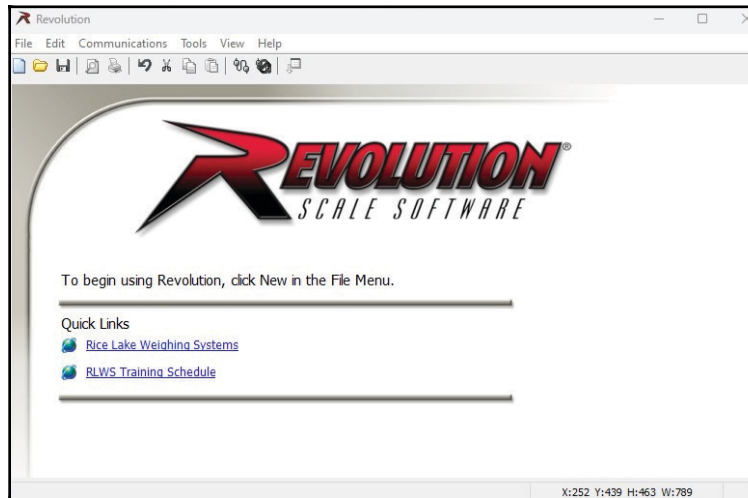 Revolution
File Edit Communications Tools View Help
REVOLUTION®
SCALE SOFTWARE
To begin using Revolution, click New in the File Menu.
Quick Links
Rice Lake Weighing Systems
RLWS Training Schedule
X:252 Y:439 H:463 W:789